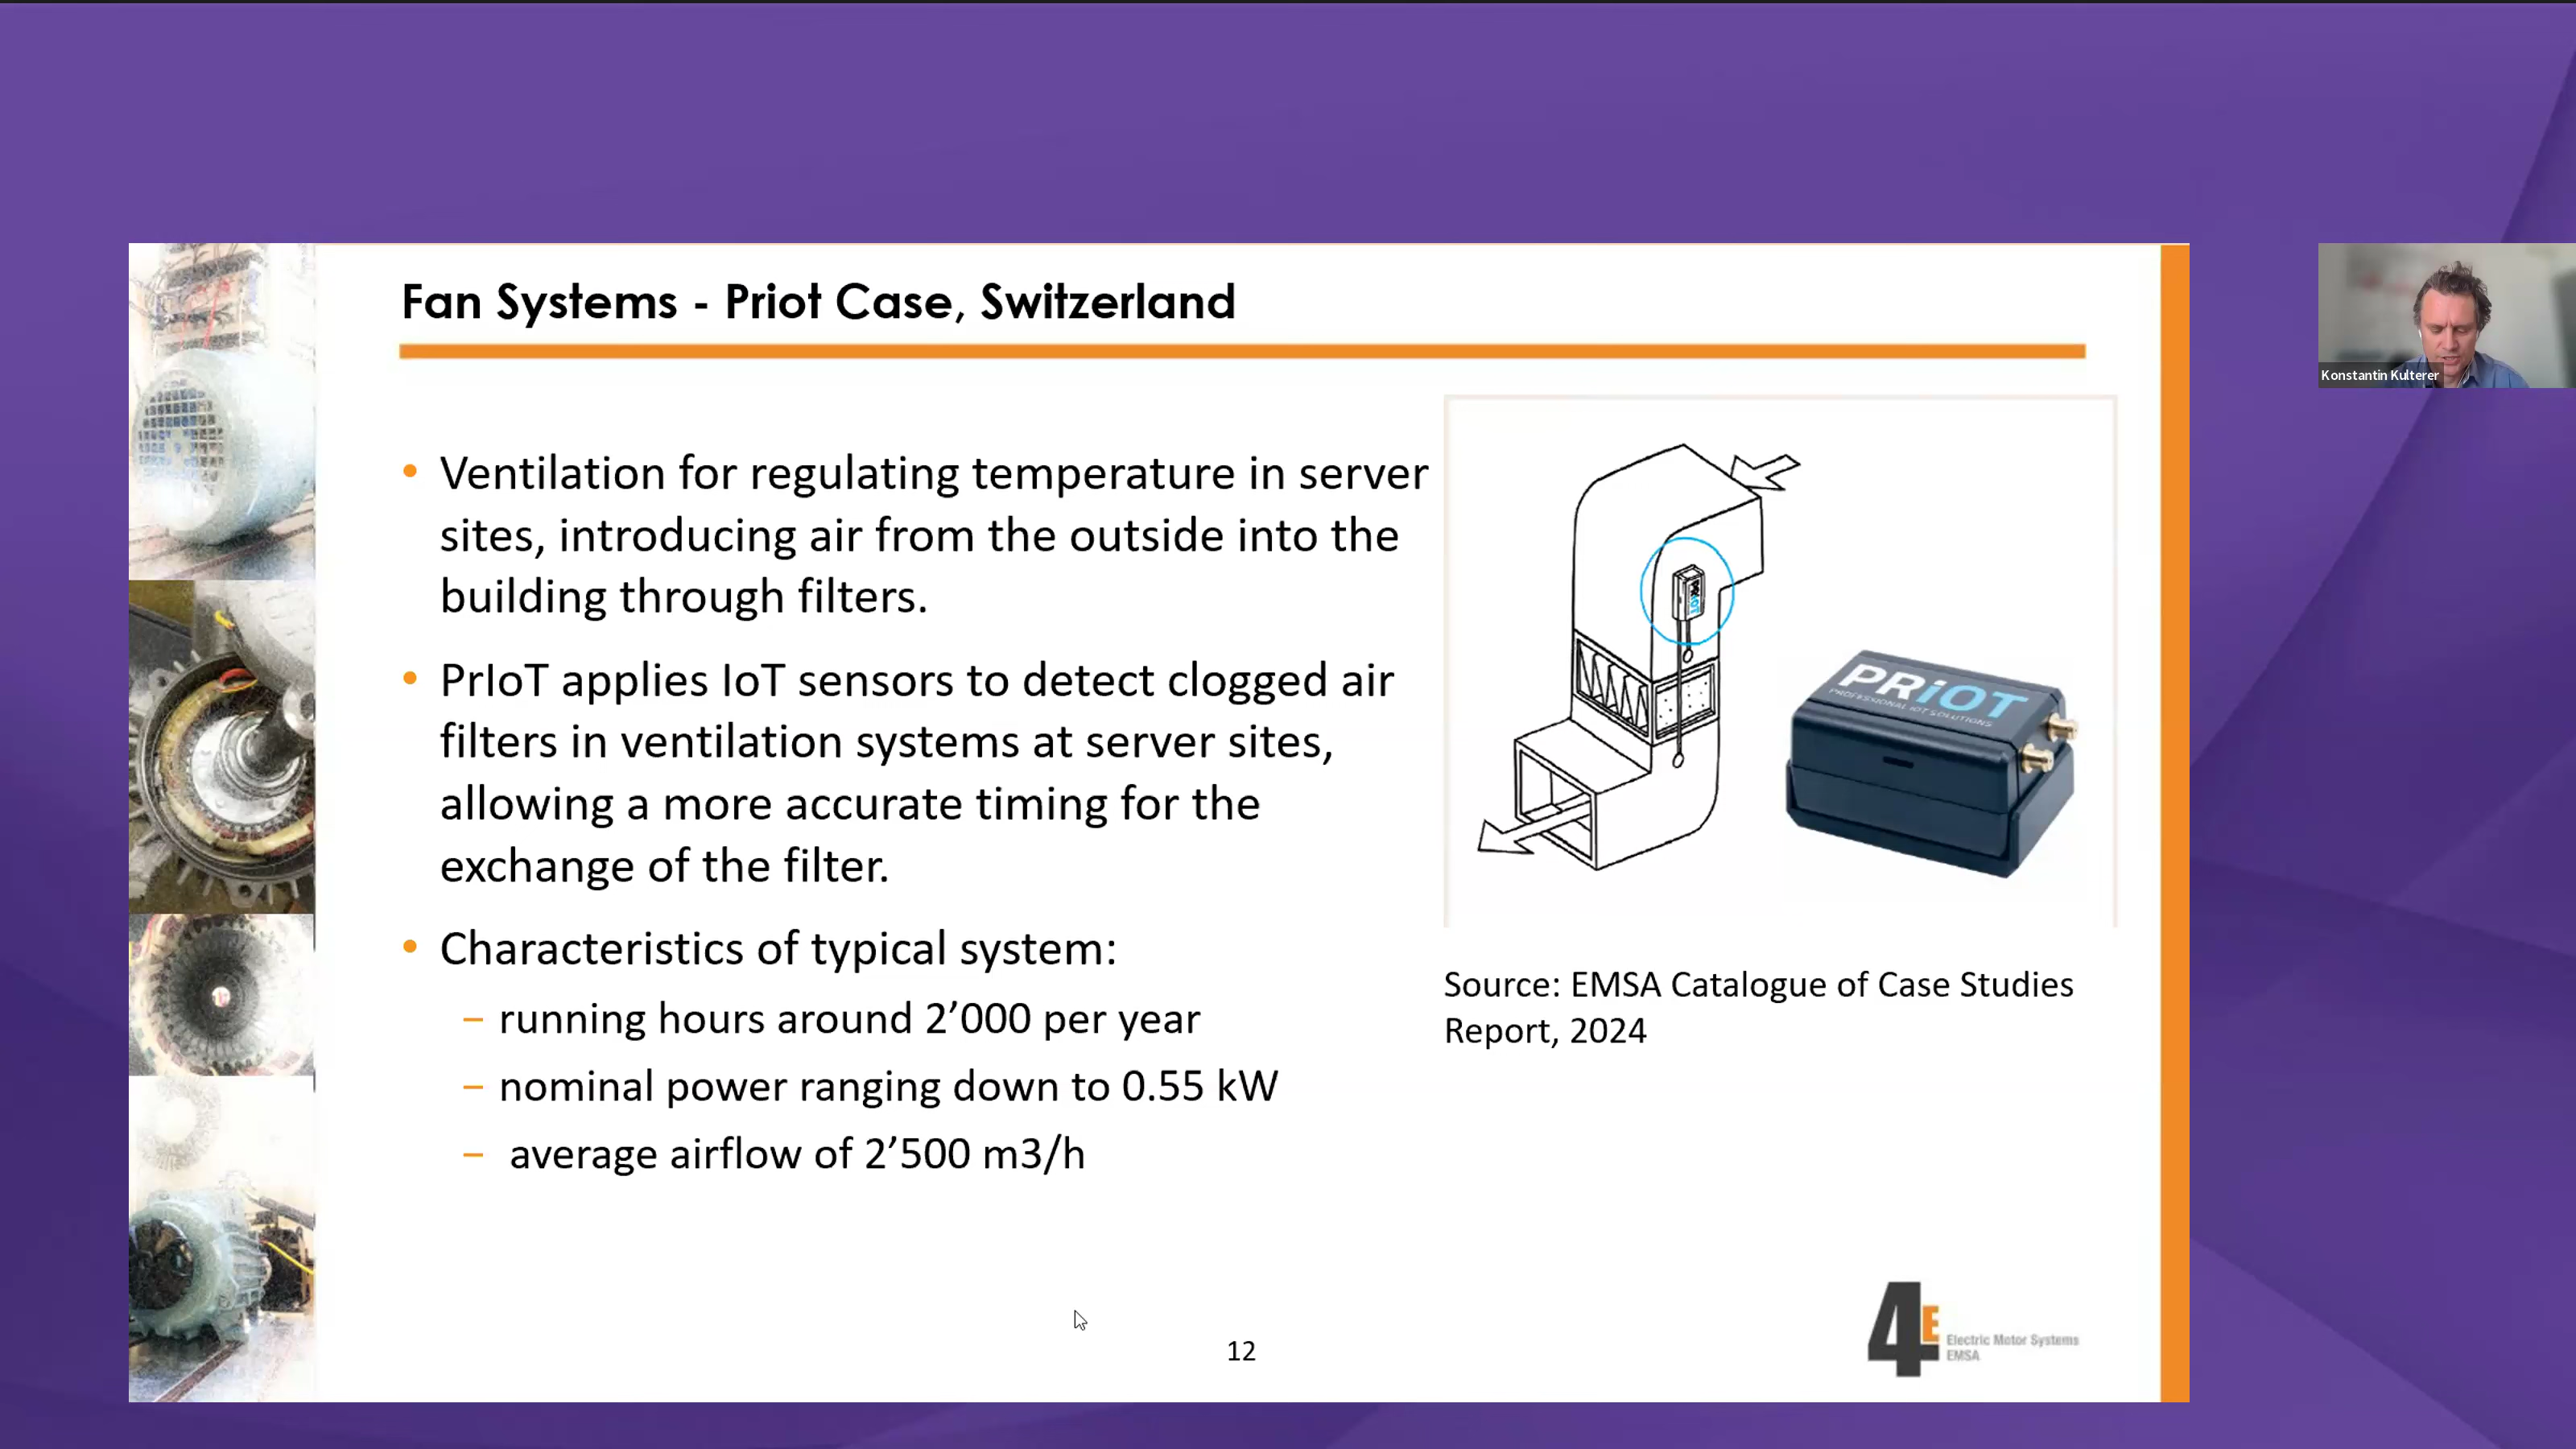 Fan Systems - Priot Case, Switzerland
• Ventilation for regulating temperature in server
sites, introducing air from the outside into the
building through filters.
• PrIoT applies IoT sensors to detect clogged air
filters in ventilation systems at server sites,
allowing a more accurate timing for the
exchange of the filter.
• Characteristics of typical system:
– running hours around 2’000 per year
– nominal power ranging down to 0.55 kW
– average airflow of 2’500 m3/h
PRiOT
PRiOT
PROFESSIONAL IOT SOLUTIONS
Source: EMSA Catalogue of Case Studies
Report, 2024
12
4E
Electric Motor Systems
EMSA
Konstantin Kulterer